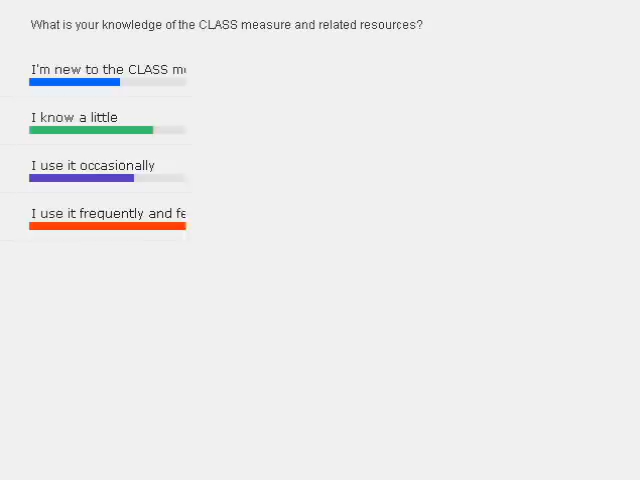 What is your knowledge of the CLASS measure and related resources?
I'm new to the CLASS
I know a little
I use it occasionally
I use it frequently and